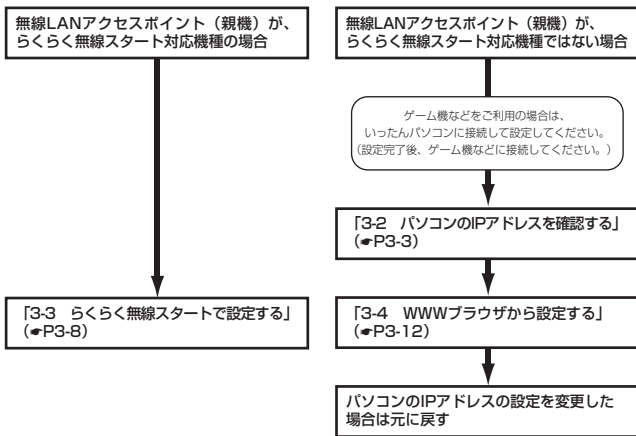 無線LANアクセスポイント（親機）が、
らくらく無線スタート対応機種の場合
「3-3　らくらく無線スタートで設定する」
（☛P3-8）
無線LANアクセスポイント（親機）が、
らくらく無線スタート対応機種ではない場合
ゲーム機などをご利用の場合は、
いったんパソコンに接続して設定してください。
（設定完了後、ゲーム機などに接続してください。）
「3-2　パソコンのIPアドレスを確認する」
（☛P3-3）
「3-4　WWWブラウザから設定する」
（☛P3-12）
パソコンのIPアドレスの設定を変更した
場合は元に戻す